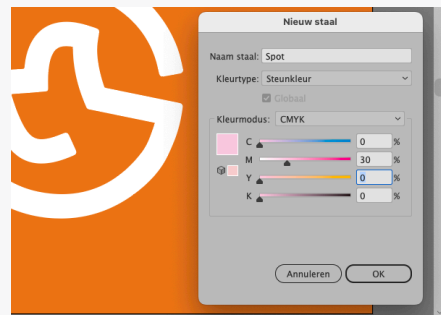 Nieuw staal
Naam staal: Spot
Kleurtype: Steunkleur
Globaal
Kleurmodus: CMYK
C 0 %
M 30 %
Y 0 %
K 0 %
Annuleren OK